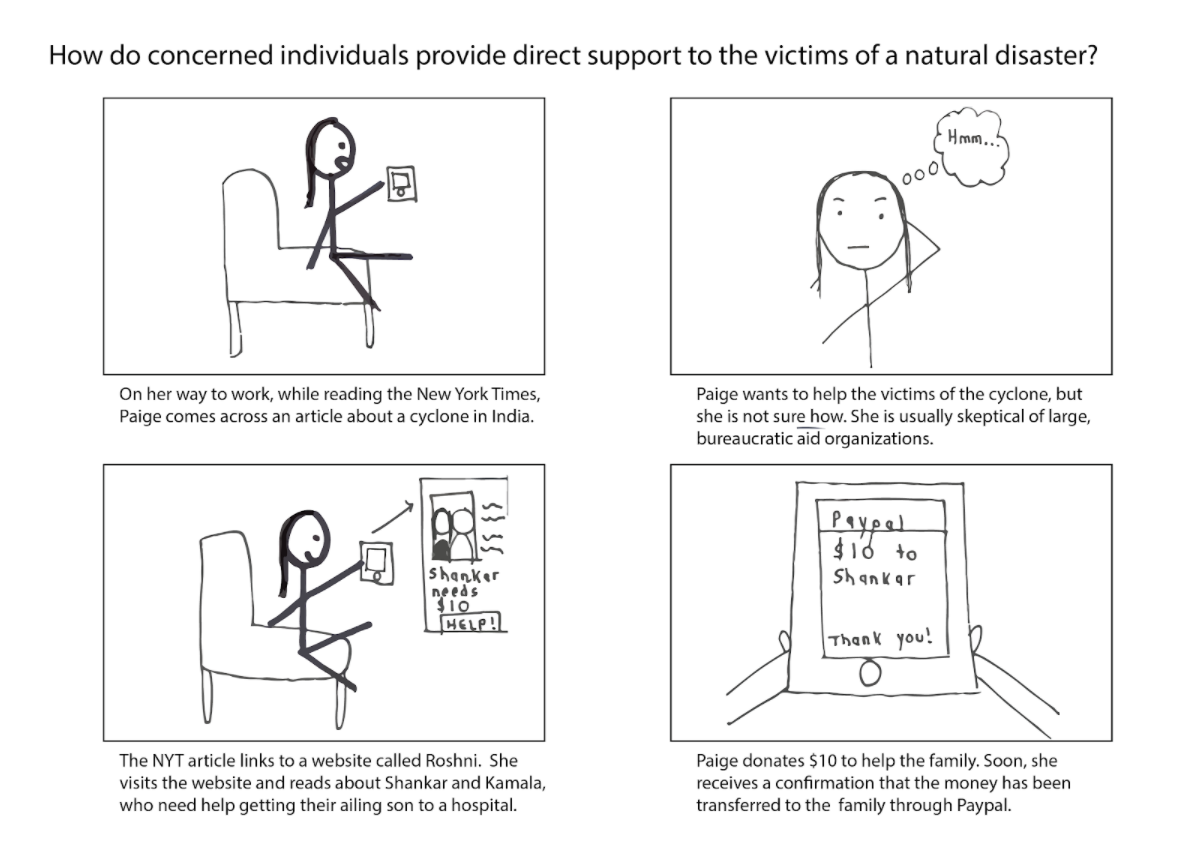 How do concerned individuals provide direct support to the victims of a natural disaster?
On her way to work, while reading the New York Times,
Paige comes across an article about a cyclone in India.
Hmm...
Paige wants to help the victims of the cyclone, but
she is not sure how. She is usually skeptical of large,
bureaucratic aid organizations.
Shankar
needs
$10
HELP!
The NYT article links to a website called Roshni. She
visits the website and reads about Shankar and Kamala,
who need help getting their ailing son to a hospital.
Paypal
$10 to
Shankar
Thank you!
Paige donates $10 to help the family. Soon, she
receives a confirmation that the money has been
transferred to the family through Paypal.